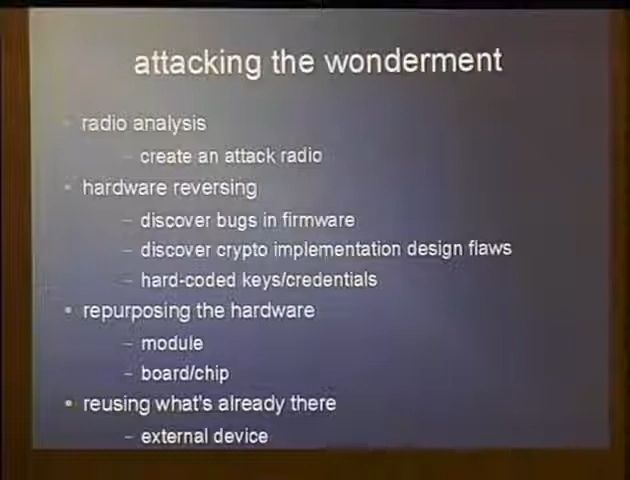 attacking the wonderment
• radio analysis
– create an attack radio
• hardware reversing
– discover bugs in firmware
– discover crypto implementation design flaws
– hard-coded keys/credentials
• repurposing the hardware
– module
– board/chip
• reusing what's already there
– external device